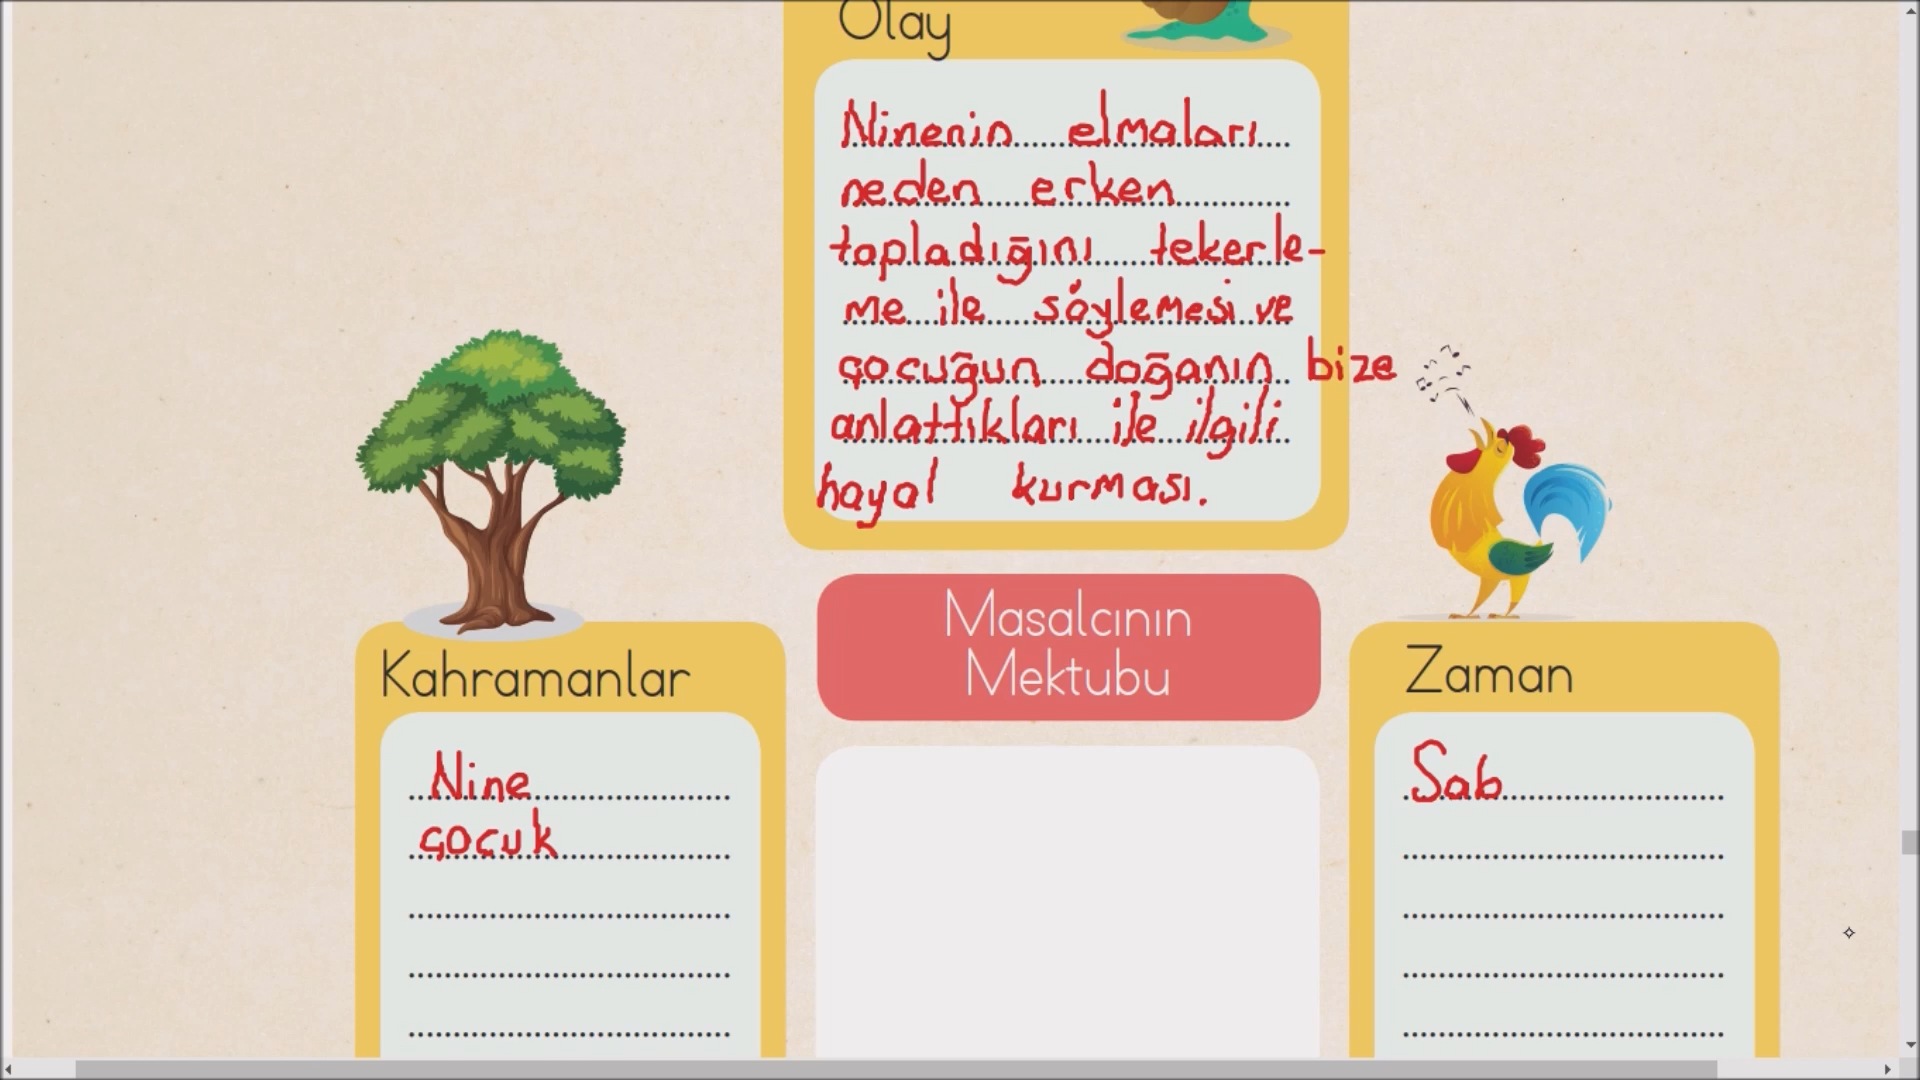 Olay
Ninenin elmaları
neden erken
topladığını tekerle-
me ile söylemesi ve
çocuğun doğanın bize
anlattıkları ile ilgili
hayal kurması.
Masalcının
Mektubu
Kahramanlar
Nine
çocuk
Zaman
Sab